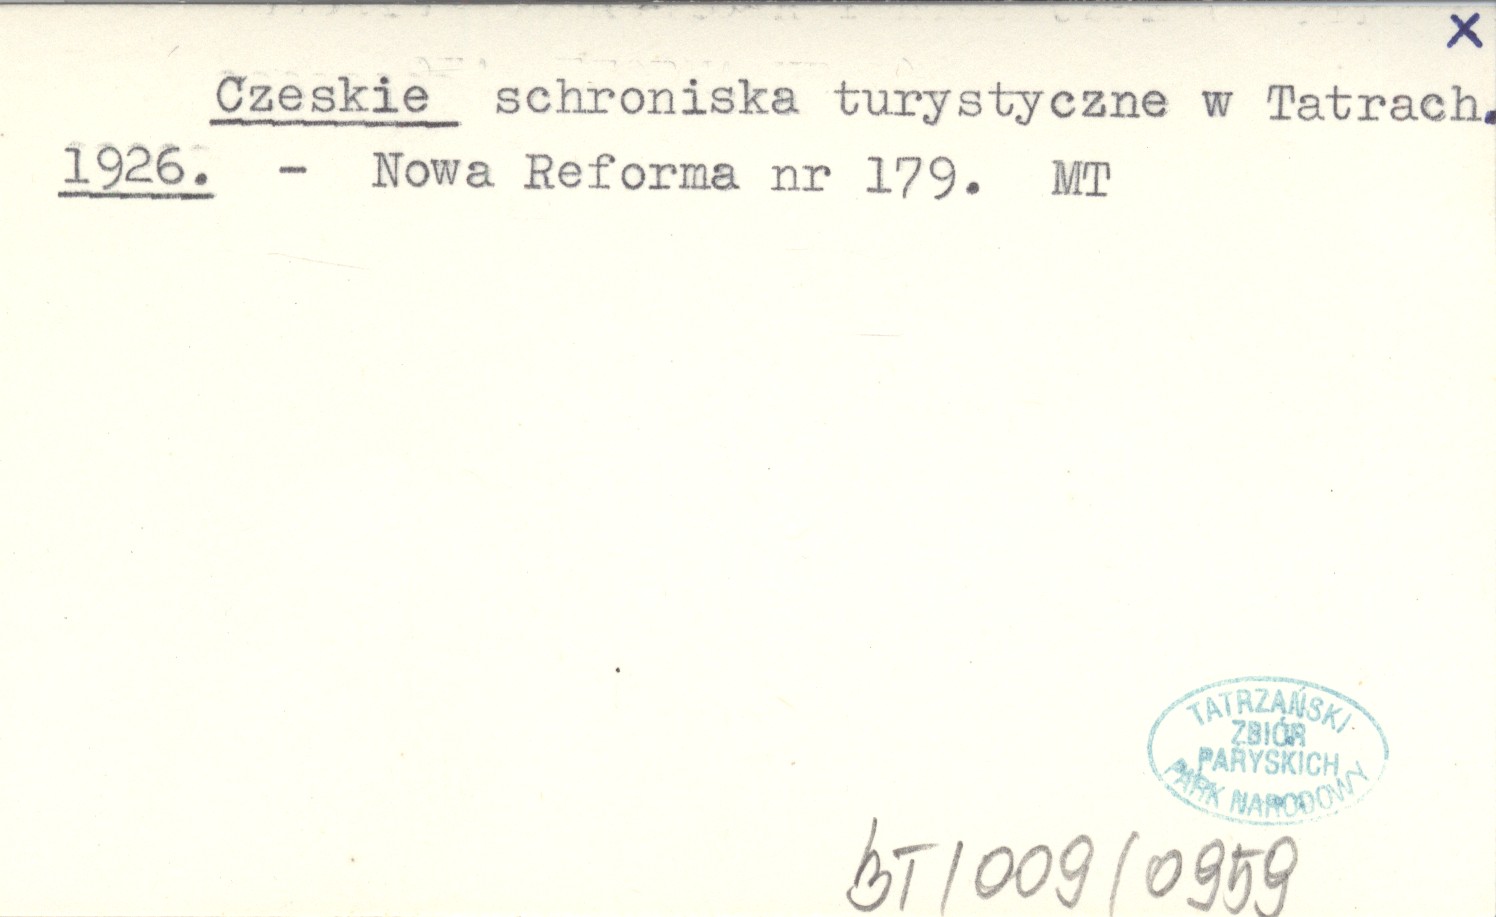 x
Czeskie schroniska turystyczne w Tatrach.
1926. - Nowa Reforma nr 179. MT
TATRZAŃSKI
ZBIÓR
PARYSKICH
PARK NARODOWY
BT/009/0959